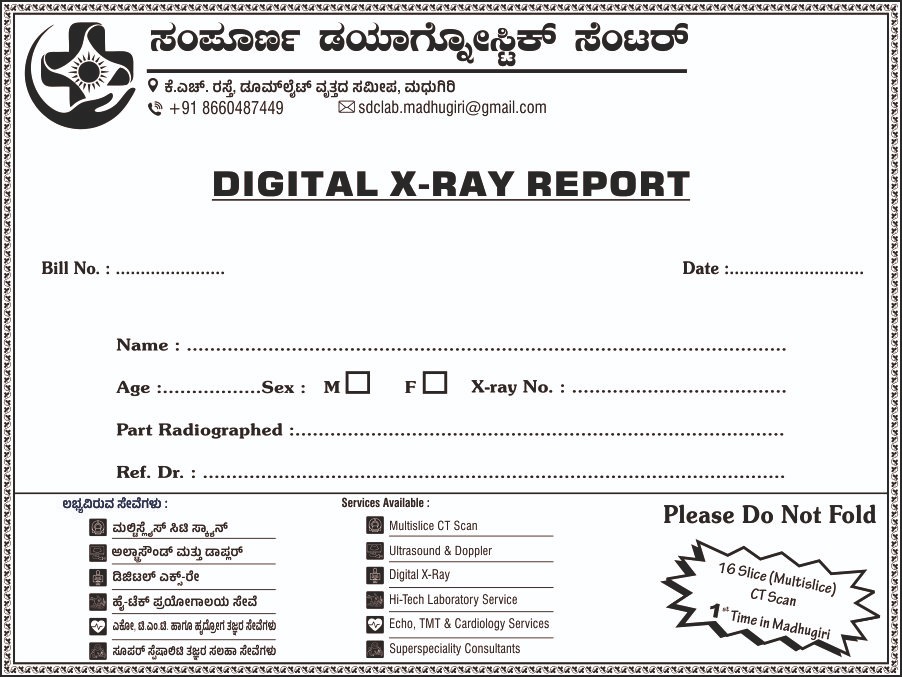 ಸಂಪೂರ್ಣ ಡಯಾಗ್ನೋಸ್ಟಿಕ್ ಸೆಂಟರ್
ಕೆ.ಎಚ್. ರಸ್ತೆ, ಡೂಮ್‌ಲೈಟ್ ವೃತ್ತದ ಸಮೀಪ, ಮಧುಗಿರಿ
+91 8660487449 sdclab.madhugiri@gmail.com
DIGITAL X-RAY REPORT
Bill No. : ...................... Date :...........................
Name : ........................................................................................................
Age :.................Sex : M F X-ray No. : .....................................
Part Radiographed :.....................................................................................
Ref. Dr. : .....................................................................................................
ಲಭ್ಯವಿರುವ ಸೇವೆಗಳು :
ಮಲ್ಟಿಸ್ಲೈಸ್ ಸಿಟಿ ಸ್ಕ್ಯಾನ್
ಅಲ್ಟ್ರಾಸೌಂಡ್ ಮತ್ತು ಡಾಪ್ಲರ್
ಡಿಜಿಟಲ್ ಎಕ್ಸ್-ರೇ
ಹೈ-ಟೆಕ್ ಪ್ರಯೋಗಾಲಯ ಸೇವೆ
ಎಕೋ, ಟಿ.ಎಂ.ಟಿ. ಹಾಗೂ ಹೃದ್ರೋಗ ತಜ್ಞರ ಸೇವೆಗಳು
ಸೂಪರ್ ಸ್ಪೆಷಾಲಿಟಿ ತಜ್ಞರ ಸಲಹಾ ಸೇವೆಗಳು
Services Available :
Multislice CT Scan
Ultrasound & Doppler
Digital X-Ray
Hi-Tech Laboratory Service
Echo, TMT & Cardiology Services
Superspeciality Consultants
Please Do Not Fold
16 Slice (Multislice)
CT Scan
1st Time in Madhugiri